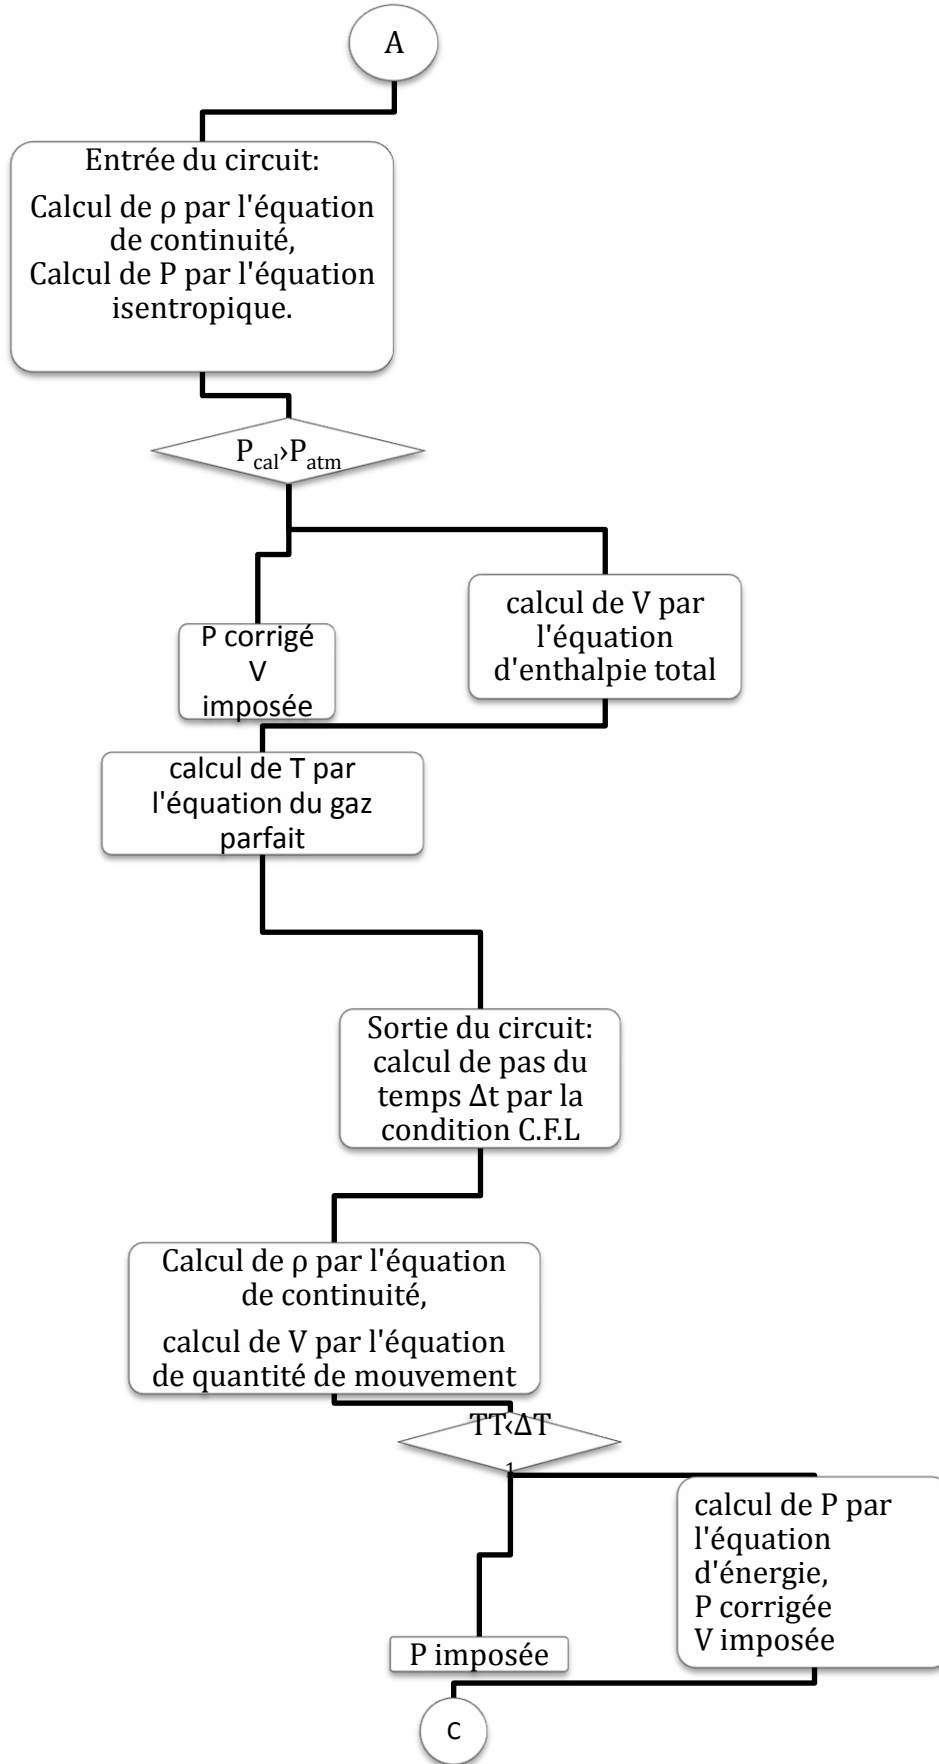 A
Entrée du circuit:
Calcul de ρ par l'équation
de continuité,
Calcul de P par l'équation
isentropique.
Pcal›Patm
calcul de V par
l'équation
d'enthalpie total
P corrigé
V
imposée
calcul de T par
l'équation du gaz
parfait
Sortie du circuit:
calcul de pas du
temps Δt par la
condition C.F.L
Calcul de ρ par l'équation
de continuité,
calcul de V par l'équation
de quantité de mouvement
TT‹ΔT
1
calcul de P par
l'équation
d'énergie,
P corrigée
V imposée
P imposée
C